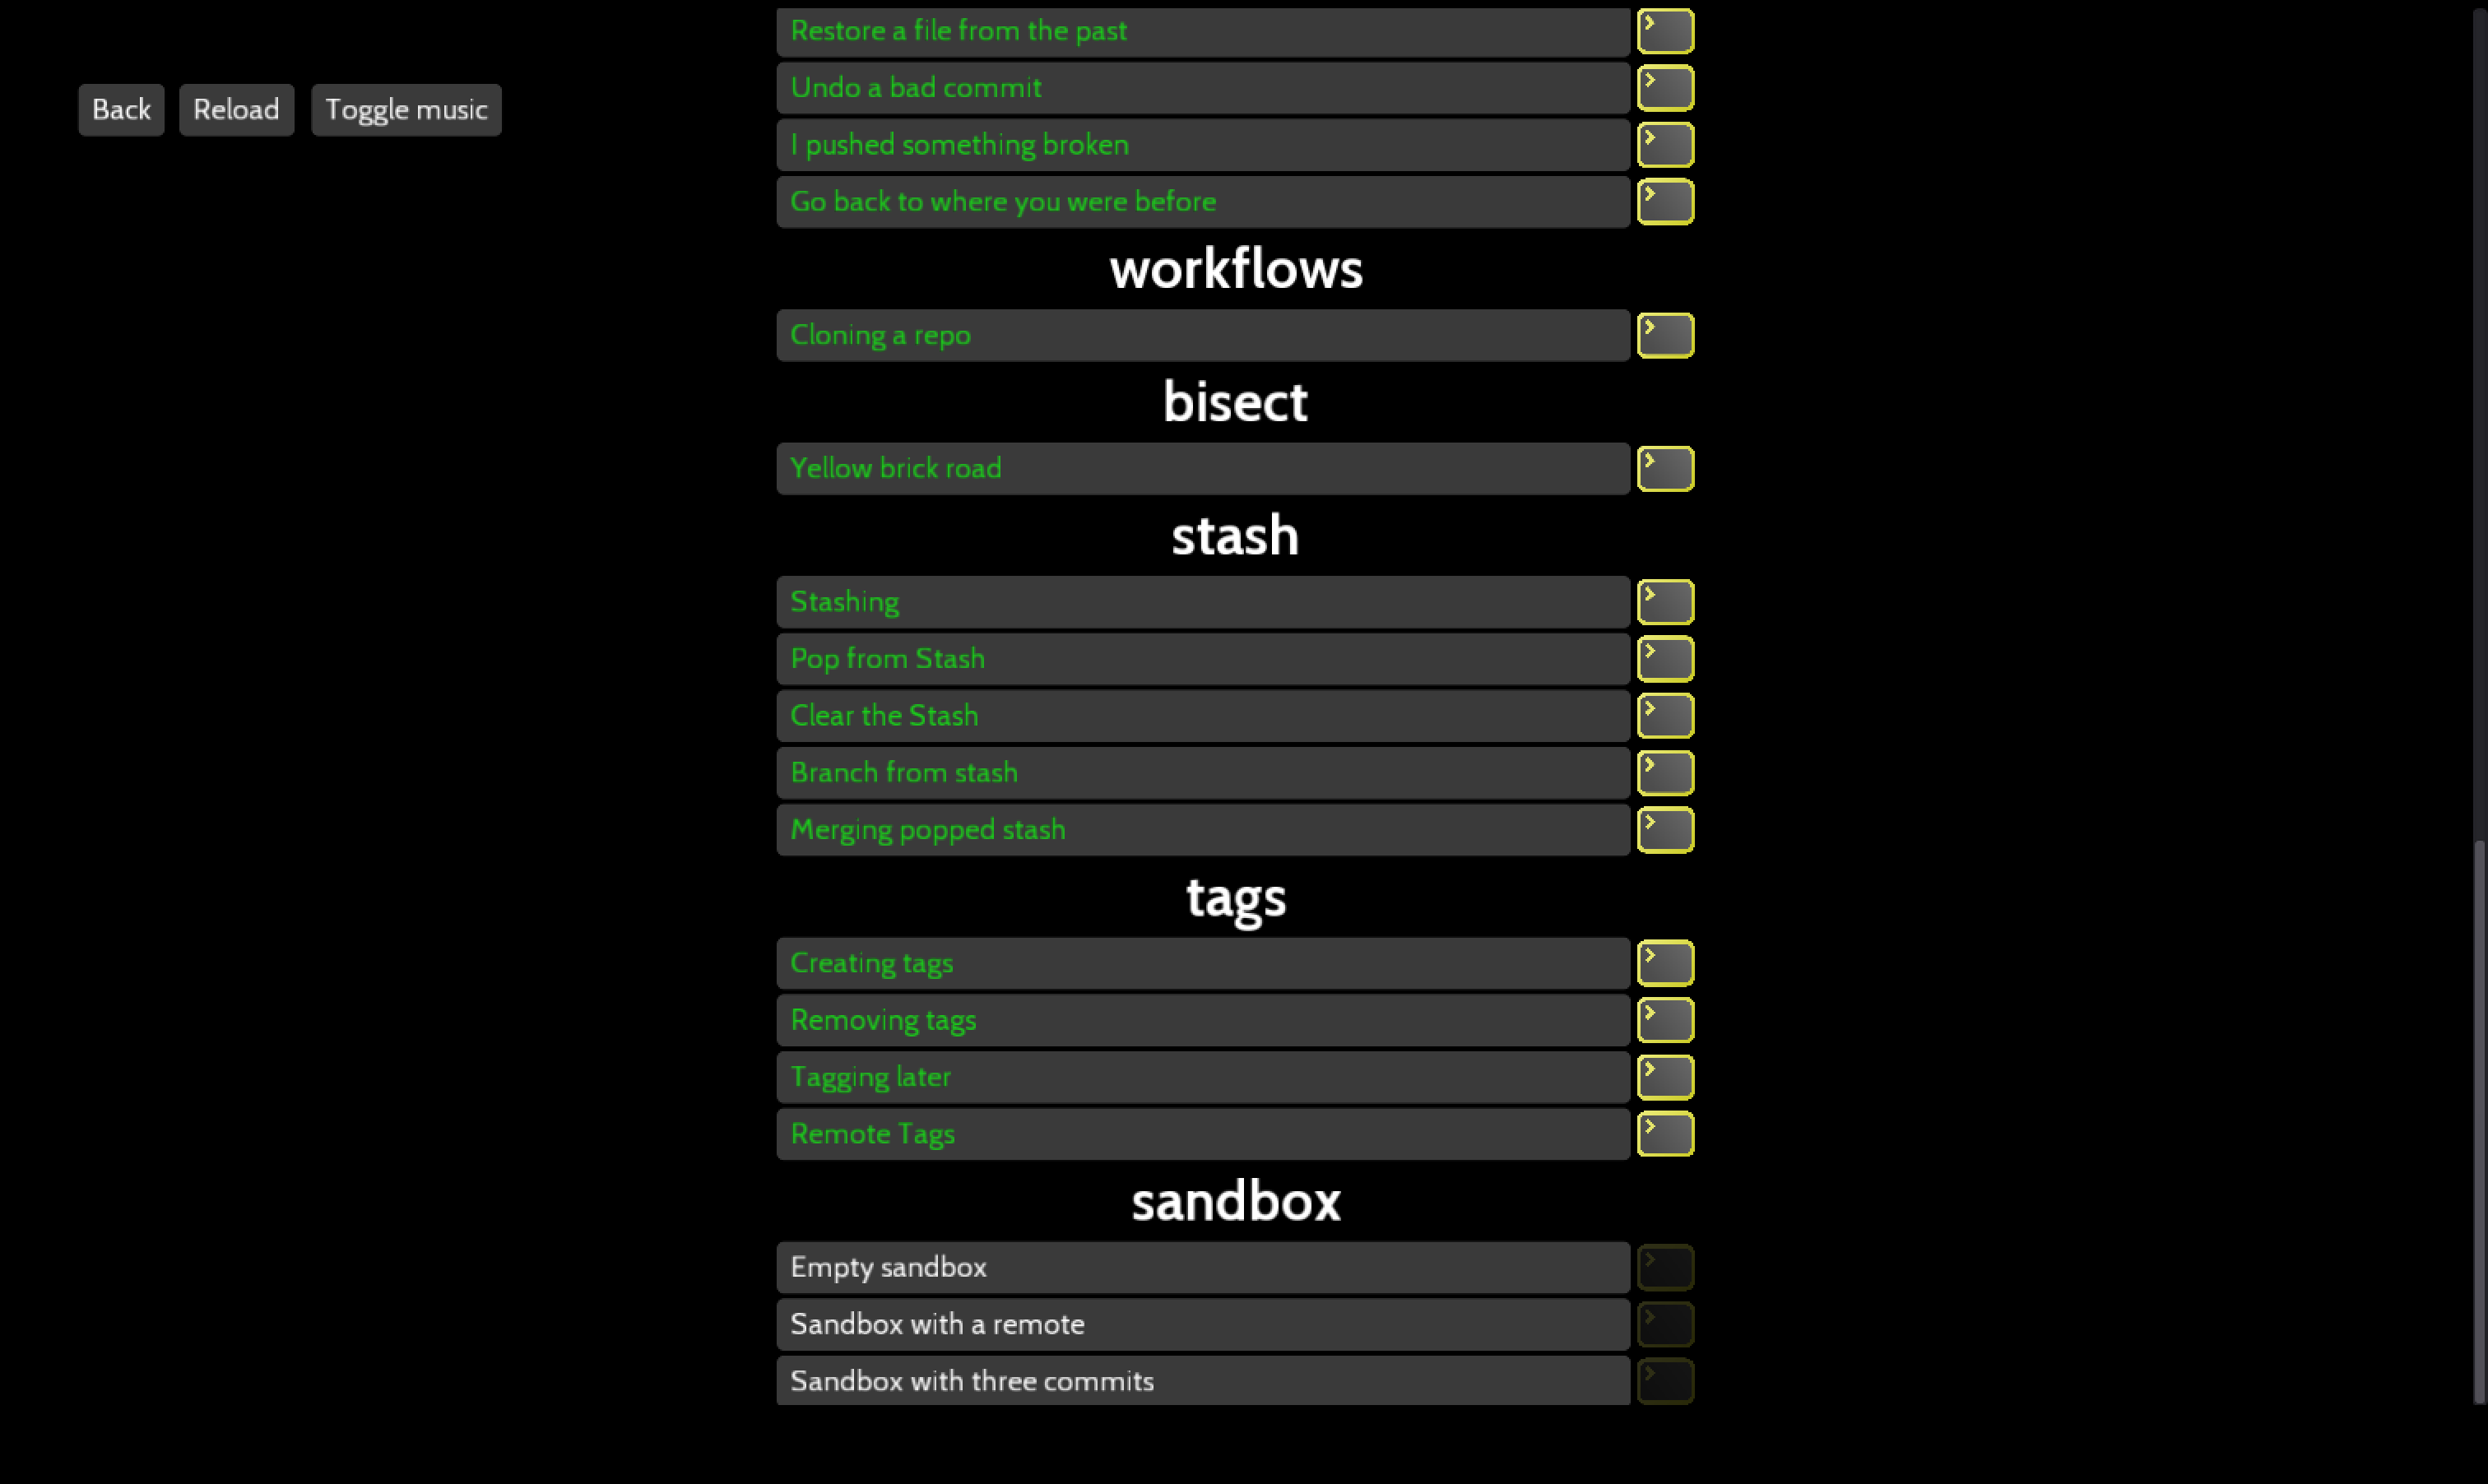 Back
Reload
Toggle music
Restore a file from the past
Undo a bad commit
I pushed something broken
Go back to where you were before
workflows
Cloning a repo
bisect
Yellow brick road
stash
Stashing
Pop from Stash
Clear the Stash
Branch from stash
Merging popped stash
tags
Creating tags
Removing tags
Tagging later
Remote Tags
sandbox
Empty sandbox
Sandbox with a remote
Sandbox with three commits